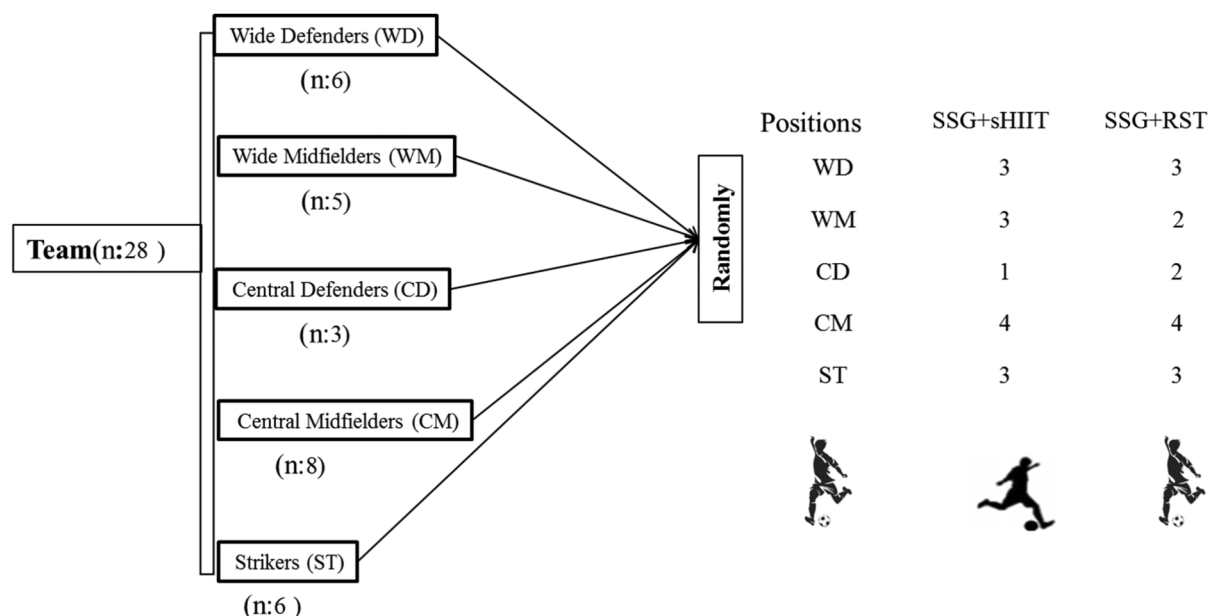 Team(n:28 )
Wide Defenders (WD)
(n:6)
Wide Midfielders (WM)
(n:5)
Central Defenders (CD)
(n:3)
Central Midfielders (CM)
(n:8)
Strikers (ST)
(n:6 )
Randomly
Positions SSG+sHIIT SSG+RST
WD 3 3
WM 3 2
CD 1 2
CM 4 4
ST 3 3